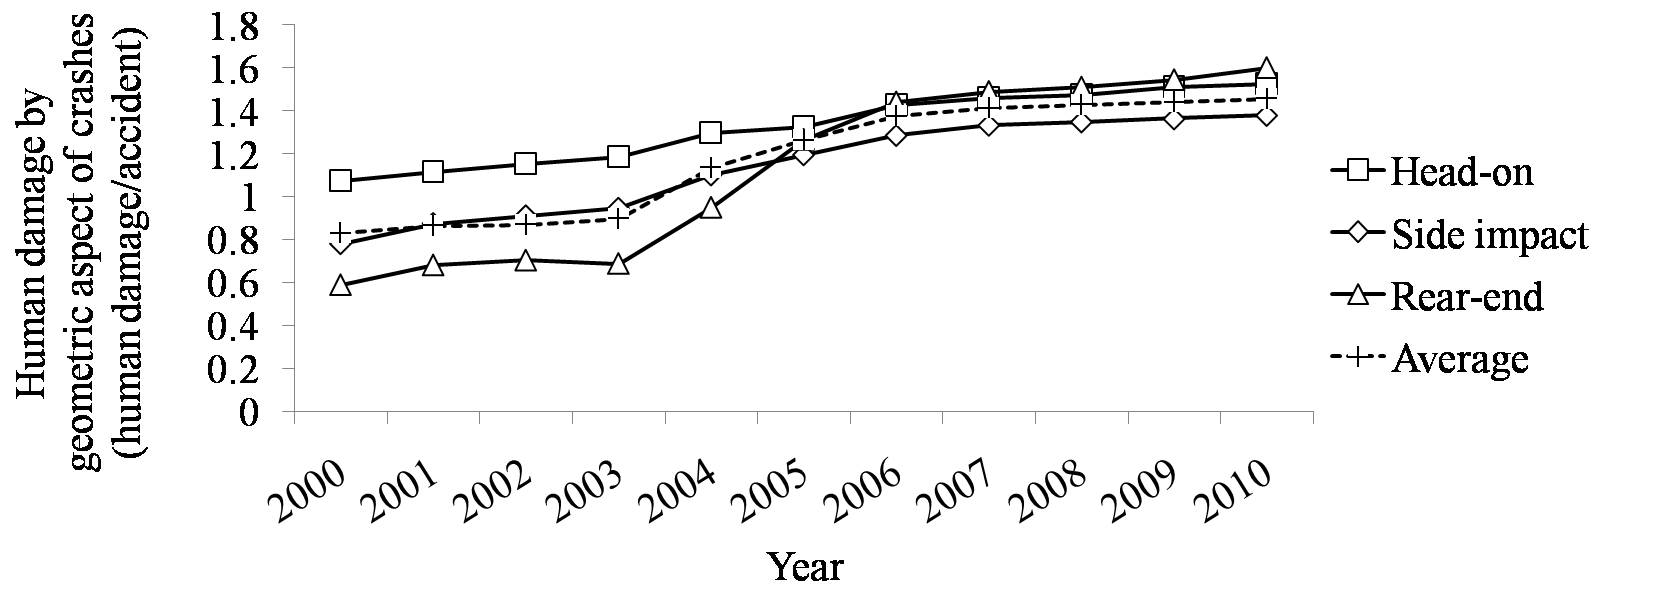 Human damage by
geometric aspect of crashes
(human damage/accident)
1.8
1.6
1.4
1.2
1
0.8
0.6
0.4
0.2
0
2000
2001
2002
2003
2004
2005
2006
2007
2008
2009
2010
Year
Head-on
Side impact
Rear-end
Average